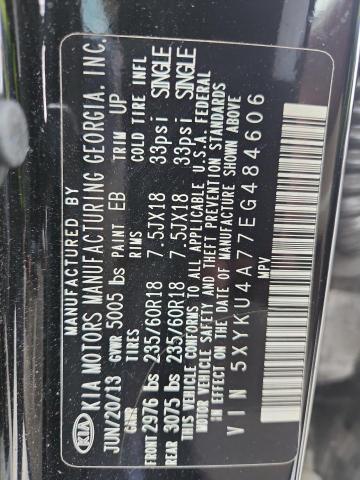 MANUFACTURED BY
KIA KIA MOTORS MANUFACTURING GEORGIA, INC.
JUN/20/13 GVWR 5005 lbs PAINT EB TRIM UP
GAWR TIRES RIMS COLD TIRE INFL
FRONT 2976 lbs 235/60R18 7.5JX18 33psi SINGLE
REAR 3075 lbs 235/60R18 7.5JX18 33psi SINGLE
THIS VEHICLE CONFORMS TO ALL APPLICABLE U.S.A. FEDERAL
MOTOR VEHICLE SAFETY AND THEFT PREVENTION STANDARDS
IN EFFECT ON THE DATE OF MANUFACTURE SHOWN ABOVE
VIN 5XYKU4A77EG484606
MPV